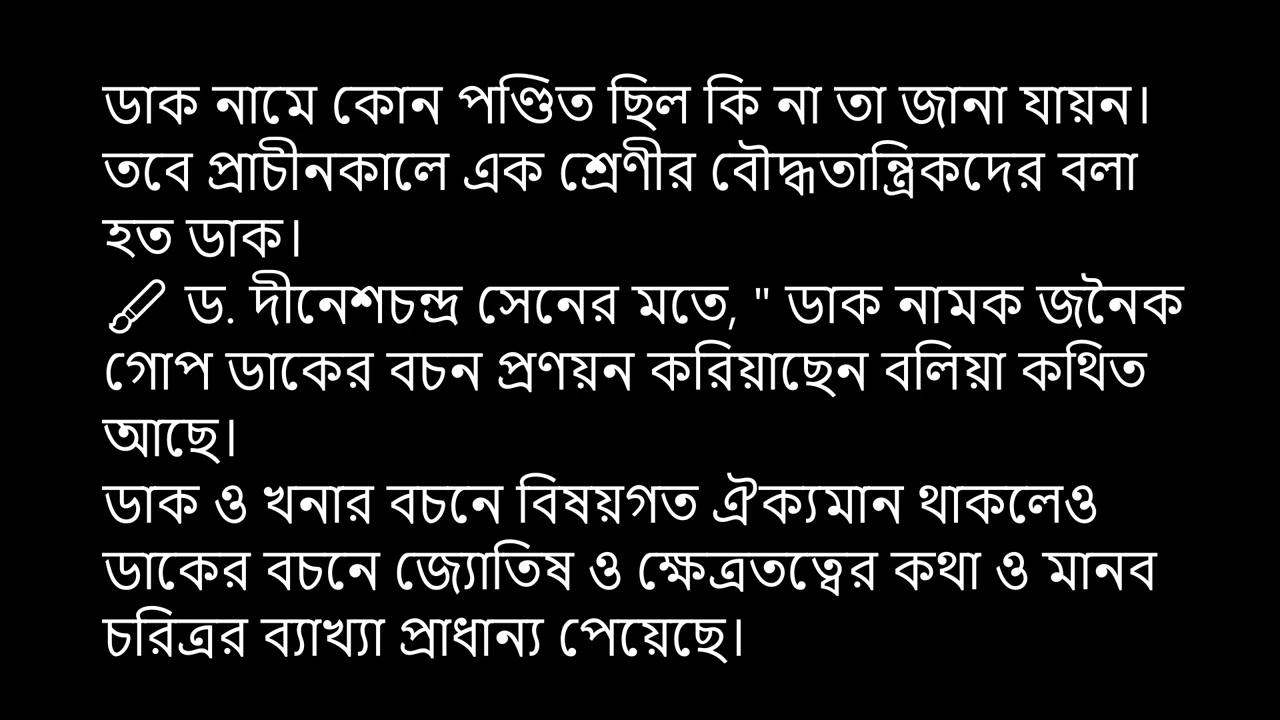 ডাক নামে কোন পণ্ডিত ছিল কি না তা জানা যায়ন।
তবে প্রাচীনকালে এক শ্রেণীর বৌদ্ধতান্ত্রিকদের বলা
হত ডাক।
🖌 ড. দীনেশচন্দ্র সেনের মতে, " ডাক নামক জনৈক
গোপ ডাকের বচন প্রণয়ন করিয়াছেন বলিয়া কথিত
আছে।
ডাক ও খনার বচনে বিষয়গত ঐক্যমান থাকলেও
ডাকের বচনে জ্যোতিষ ও ক্ষেত্রতত্ত্বের কথা ও মানব
চরিত্রর ব্যাখ্যা প্রাধান্য পেয়েছে।